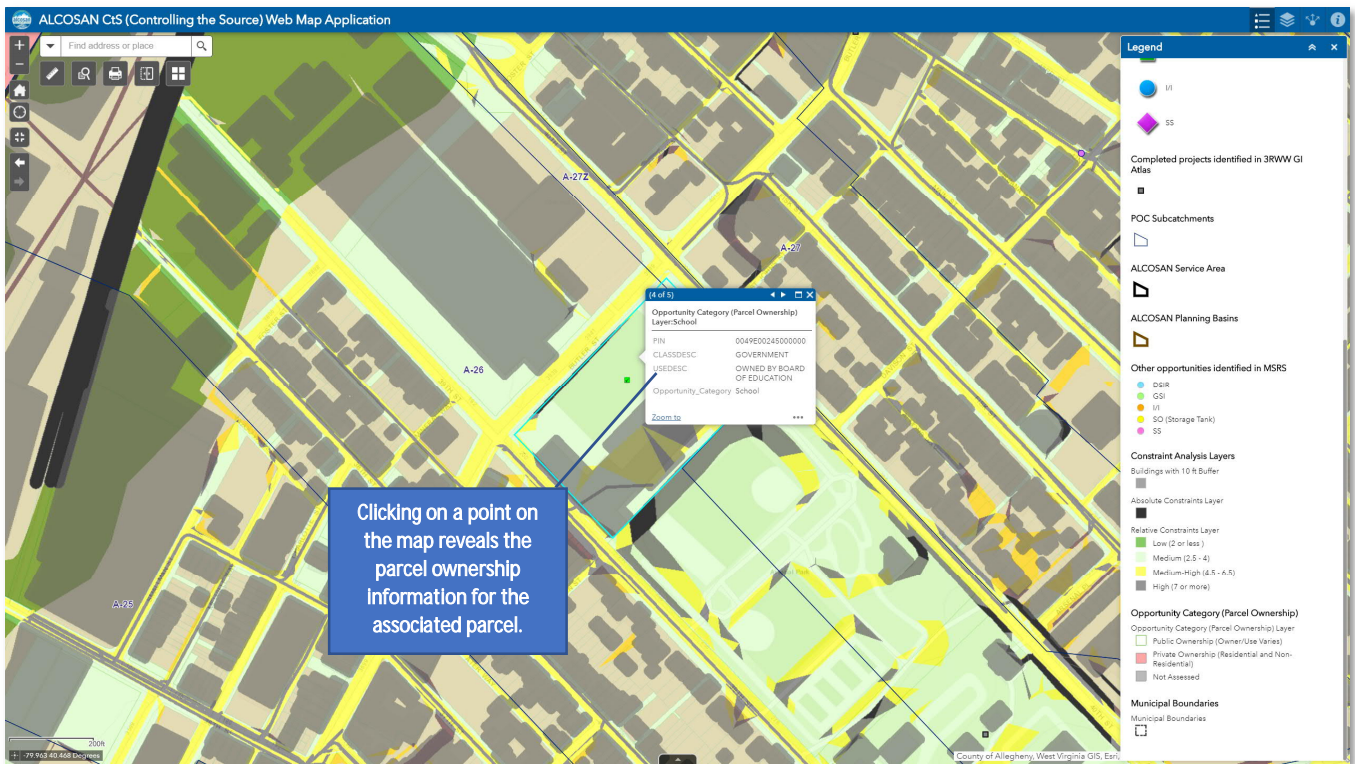 ALCOSAN CtS (Controlling the Source) Web Map Application
Find address or place
A-27Z
A-27
A-26
A-25
BUTLER ST
(4 of 5)
Opportunity Category (Parcel Ownership)
Layer:School
PIN 0049E00245000000
CLASSDESC GOVERNMENT
USEDESC OWNED BY BOARD
OF EDUCATION
Opportunity_Category School
Zoom to
Clicking on a point on
the map reveals the
parcel ownership
information for the
associated parcel.
200ft
-79.963 40.468 Degrees
County of Allegheny, West Virginia GIS, Esri,
Legend
I/I
SS
Completed projects identified in 3RWW GI
Atlas
POC Subcatchments
ALCOSAN Service Area
ALCOSAN Planning Basins
Other opportunities identified in MSRS
DSIR
GSI
I/I
SO (Storage Tank)
SS
Constraint Analysis Layers
Buildings with 10 ft Buffer
Absolute Constraints Layer
Relative Constraints Layer
Low (2 or less )
Medium (2.5 - 4)
Medium-High (4.5 - 6.5)
High (7 or more)
Opportunity Category (Parcel Ownership)
Opportunity Category (Parcel Ownership) Layer
Public Ownership (Owner/Use Varies)
Private Ownership (Residential and Non-
Residential)
Not Assessed
Municipal Boundaries
Municipal Boundaries